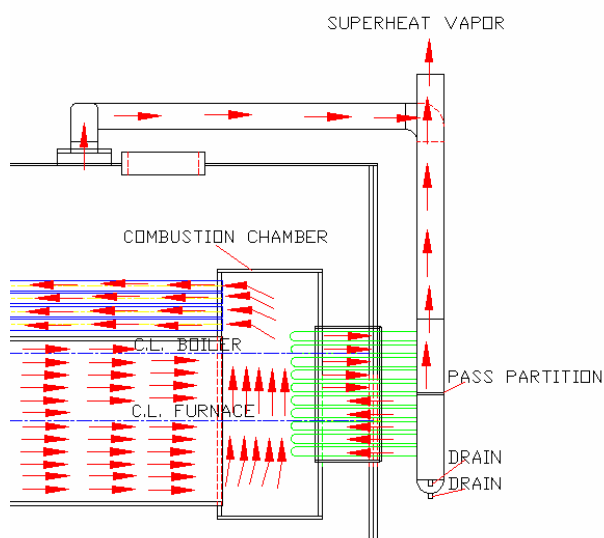 SUPERHEAT VAPOR
COMBUSTION CHAMBER
C.L. BOILER
PASS PARTITION
C.L. FURNACE
DRAIN
DRAIN